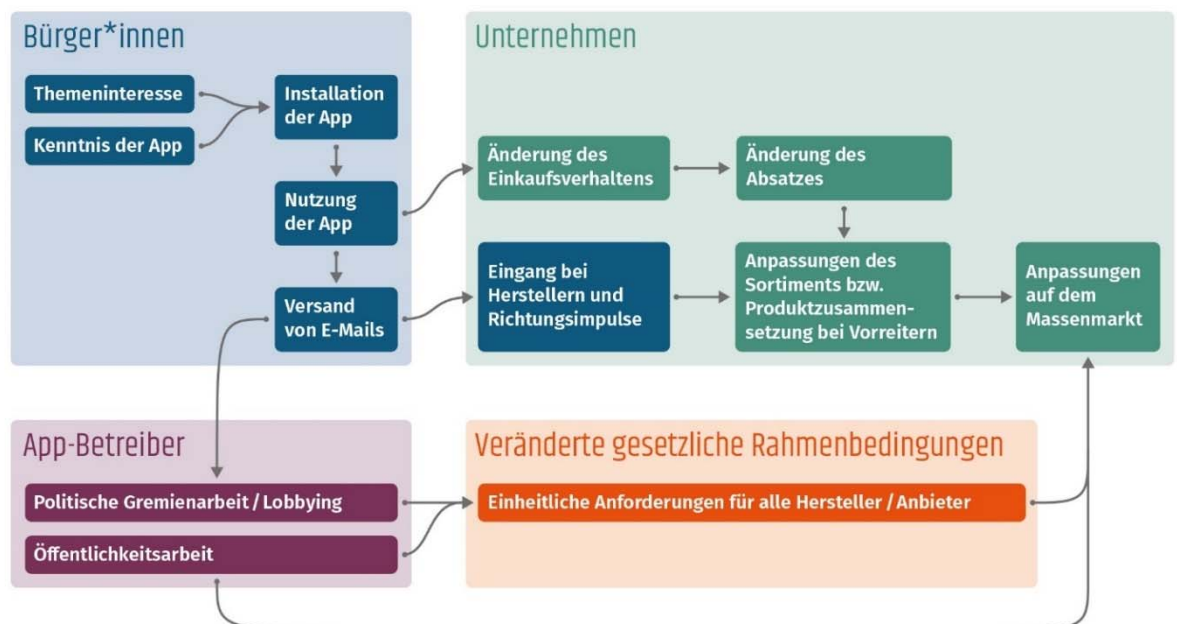 Bürger*innen
Themeninteresse
Kenntnis der App
Installation
der App
Nutzung
der App
Versand
von E-Mails
Unternehmen
Änderung des
Einkaufsverhaltens
Änderung des
Absatzes
Eingang bei
Herstellern und
Richtungsimpulse
Anpassungen des
Sortiments bzw.
Produktzusammen-
setzung bei Vorreitern
Anpassungen
auf dem
Massenmarkt
App-Betreiber
Politische Gremienarbeit / Lobbying
Öffentlichkeitsarbeit
Veränderte gesetzliche Rahmenbedingungen
Einheitliche Anforderungen für alle Hersteller / Anbieter